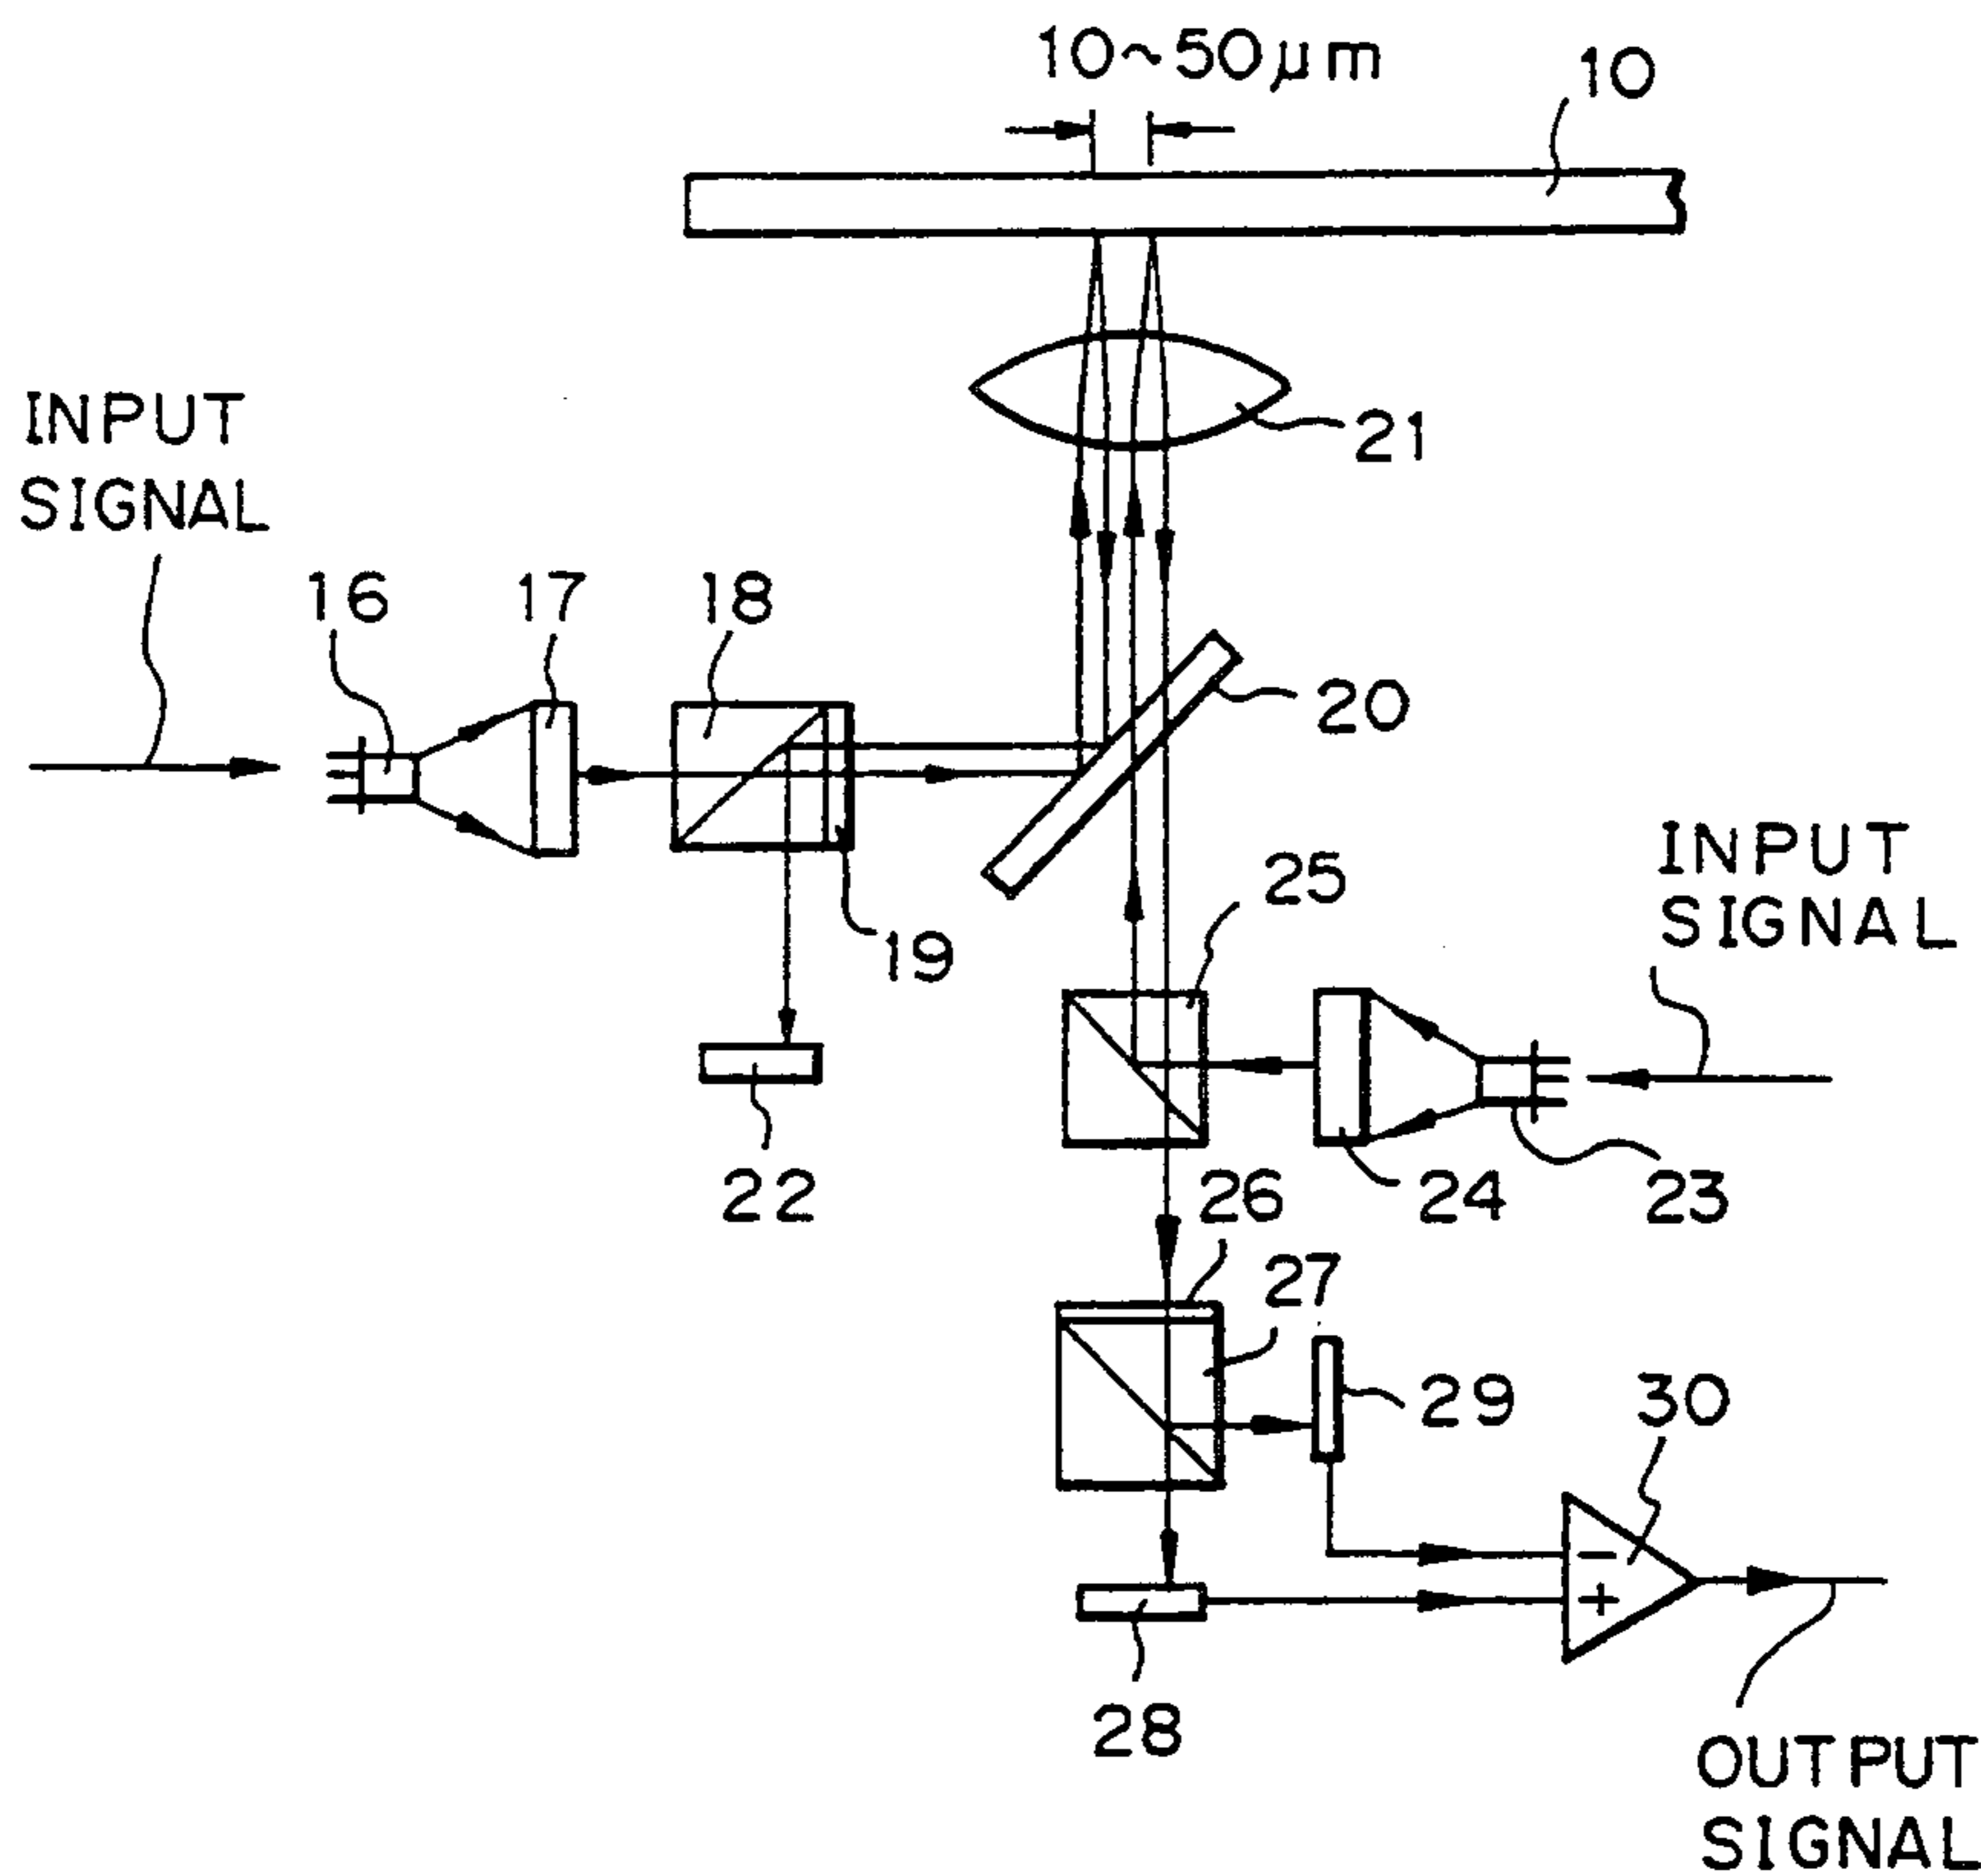 10~50μm
10
21
INPUT
SIGNAL
16
17
18
20
19
25
INPUT
SIGNAL
22
24
23
26
27
29
30
−
+
28
OUTPUT
SIGNAL